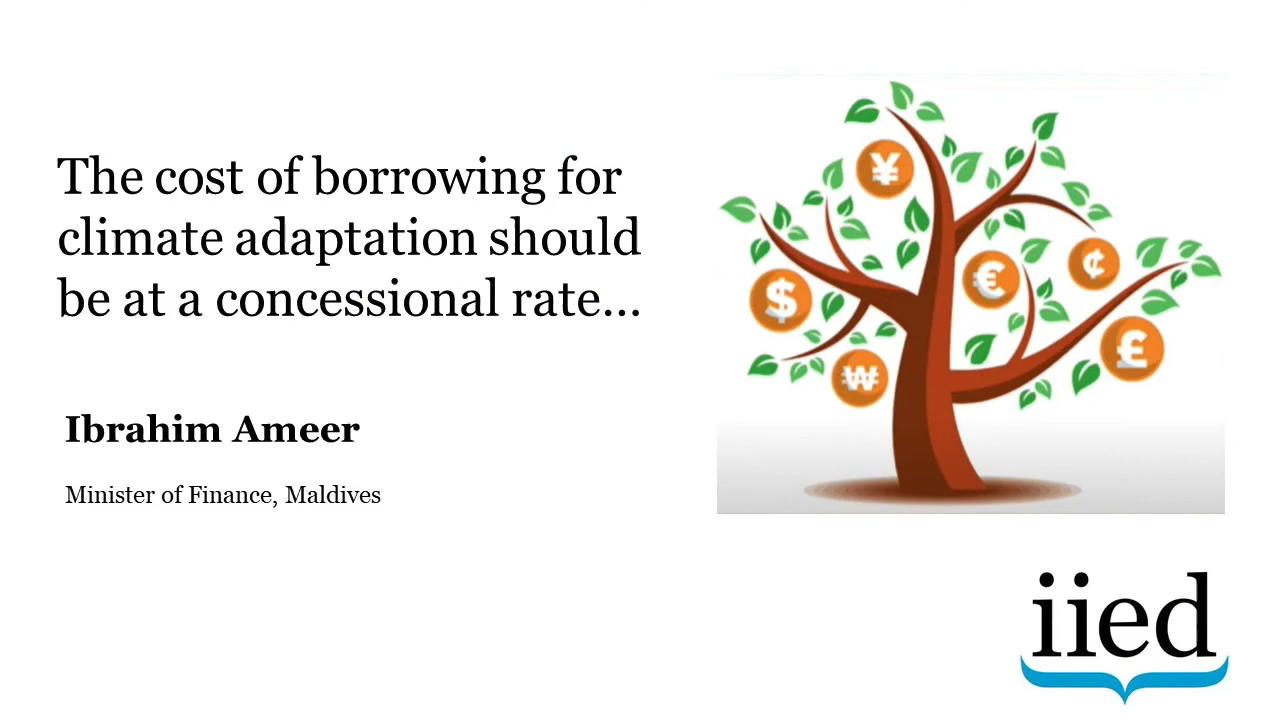 The cost of borrowing for
climate adaptation should
be at a concessional rate...
Ibrahim Ameer
Minister of Finance, Maldives
¥
$
€
¢
£
₩
iied